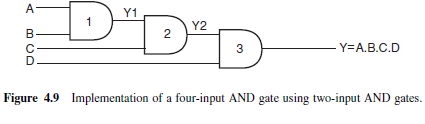 A
Y1
1
B
Y2
2
C
3
Y=A.B.C.D
D
Figure 4.9 Implementation of a four-input AND gate using two-input AND gates.